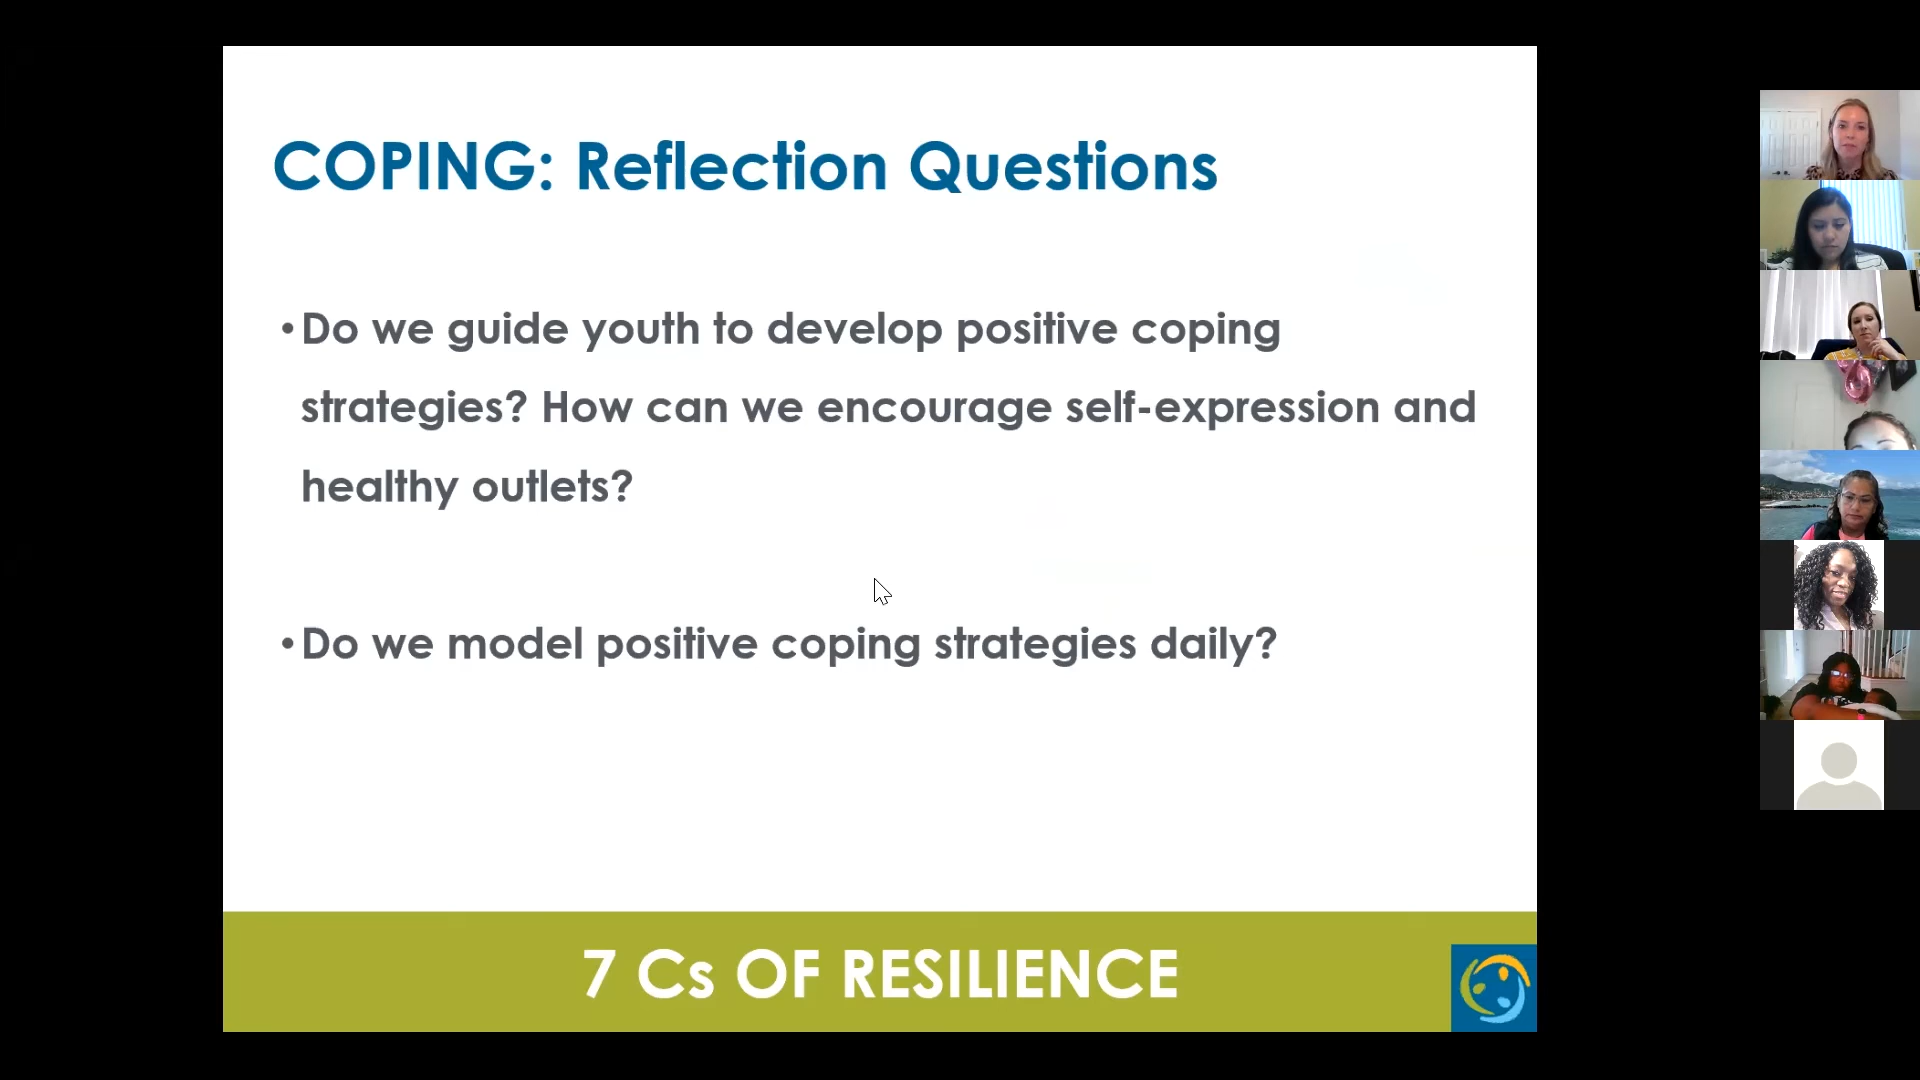 COPING: Reflection Questions
• Do we guide youth to develop positive coping
strategies? How can we encourage self-expression and
healthy outlets?
• Do we model positive coping strategies daily?
7 Cs OF RESILIENCE